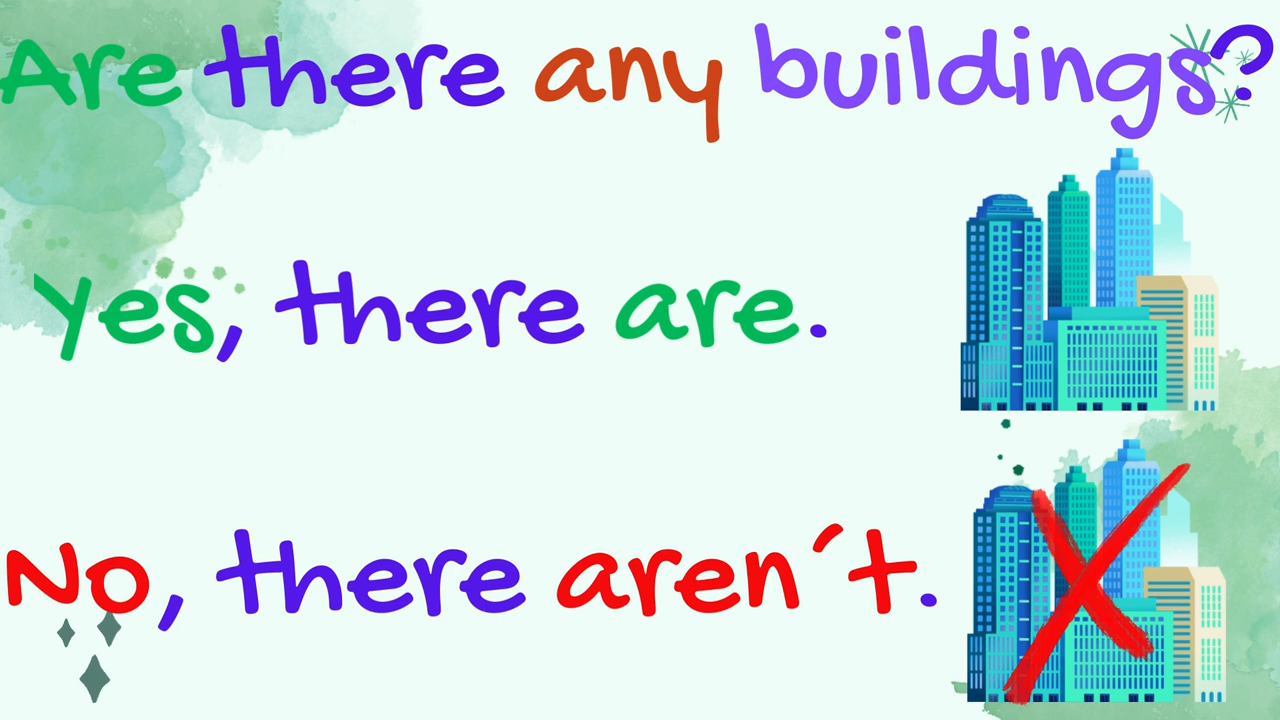 Are there any buildings?
Yes, there are.
No, there aren´t.